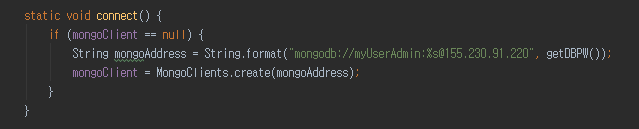 static void connect() {
    if (mongoClient == null) {
        String mongoAddress = String.format("mongodb://myUserAdmin:%s@155.230.91.220", getDBPW());
        mongoClient = MongoClients.create(mongoAddress);
    }
}